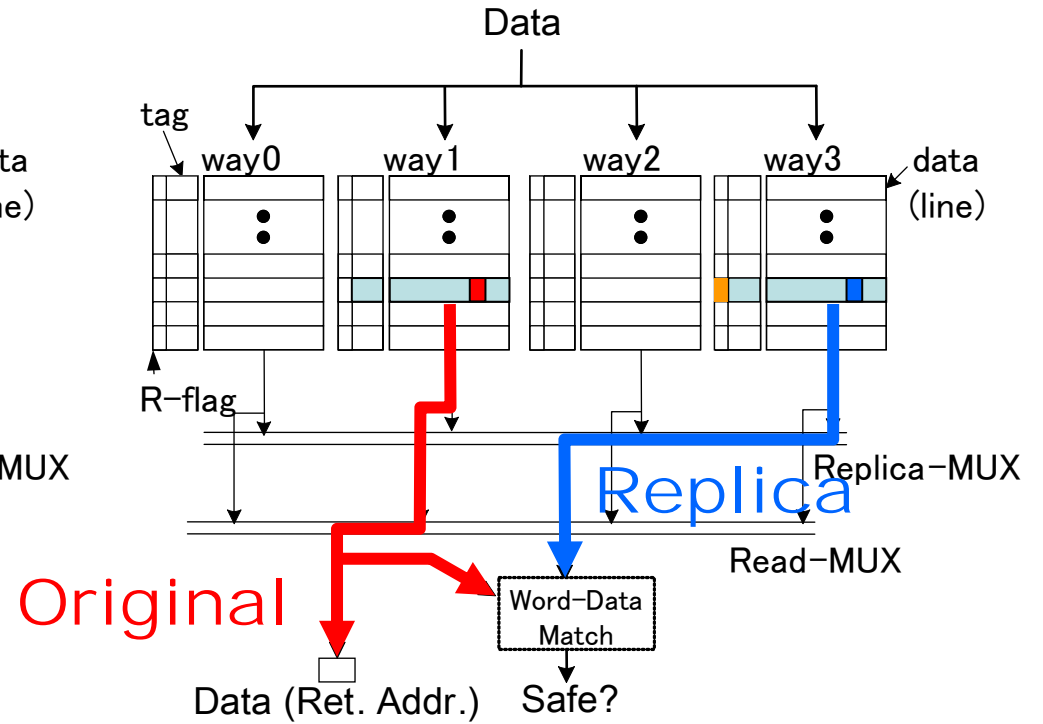 Data
tag
ta
way0
way1
way2
way3
data
ne)
(line)
R-flag
MUX
Replica-MUX
Replica
Read-MUX
Original
Word-Data
Match
Data (Ret. Addr.)
Safe?